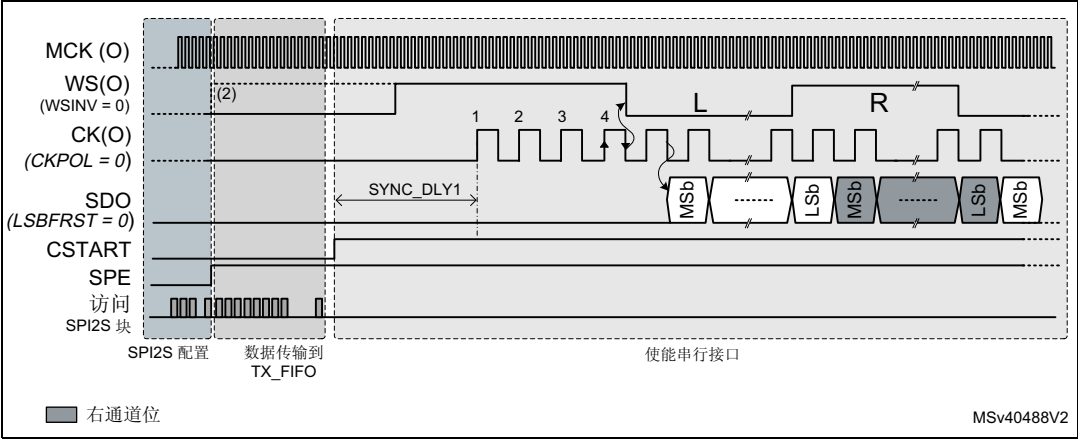 MCK (O)
WS(O)
(WSINV = 0)
(2)
L
R
CK(O)
(CKPOL = 0)
1 2 3 4
SYNC_DLY1
SDO
(LSBFRST = 0)
MSb
LSb
MSb
LSb
MSb
CSTART
SPE
访问
SPI2S 块
SPI2S 配置
数据传输到
TX_FIFO
使能串行接口
右通道位
MSv40488V2